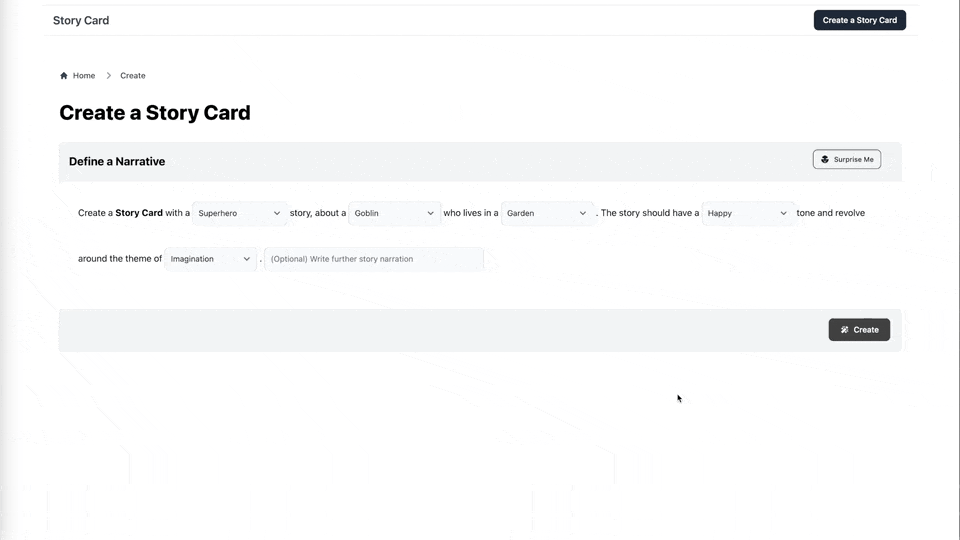 Story Card
Create a Story Card
Home
Create
Create a Story Card
Define a Narrative
Surprise Me
Create a Story Card with a Superhero story, about a Goblin who lives in a Garden . The story should have a Happy tone and revolve
around the theme of Imagination . (Optional) Write further story narration
Create